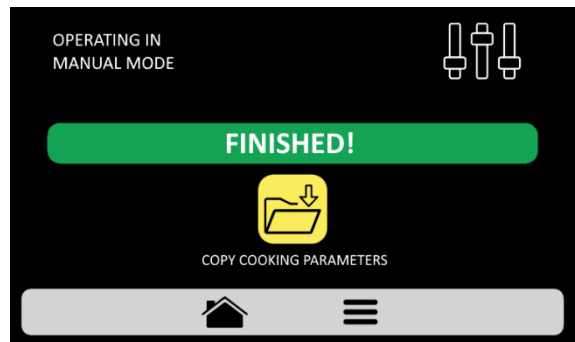 OPERATING IN
MANUAL MODE
FINISHED!
COPY COOKING PARAMETERS